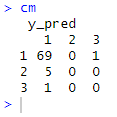 > cm
y_pred
1 2 3
1 69 0 1
2 5 0 0
3 1 0 0
>